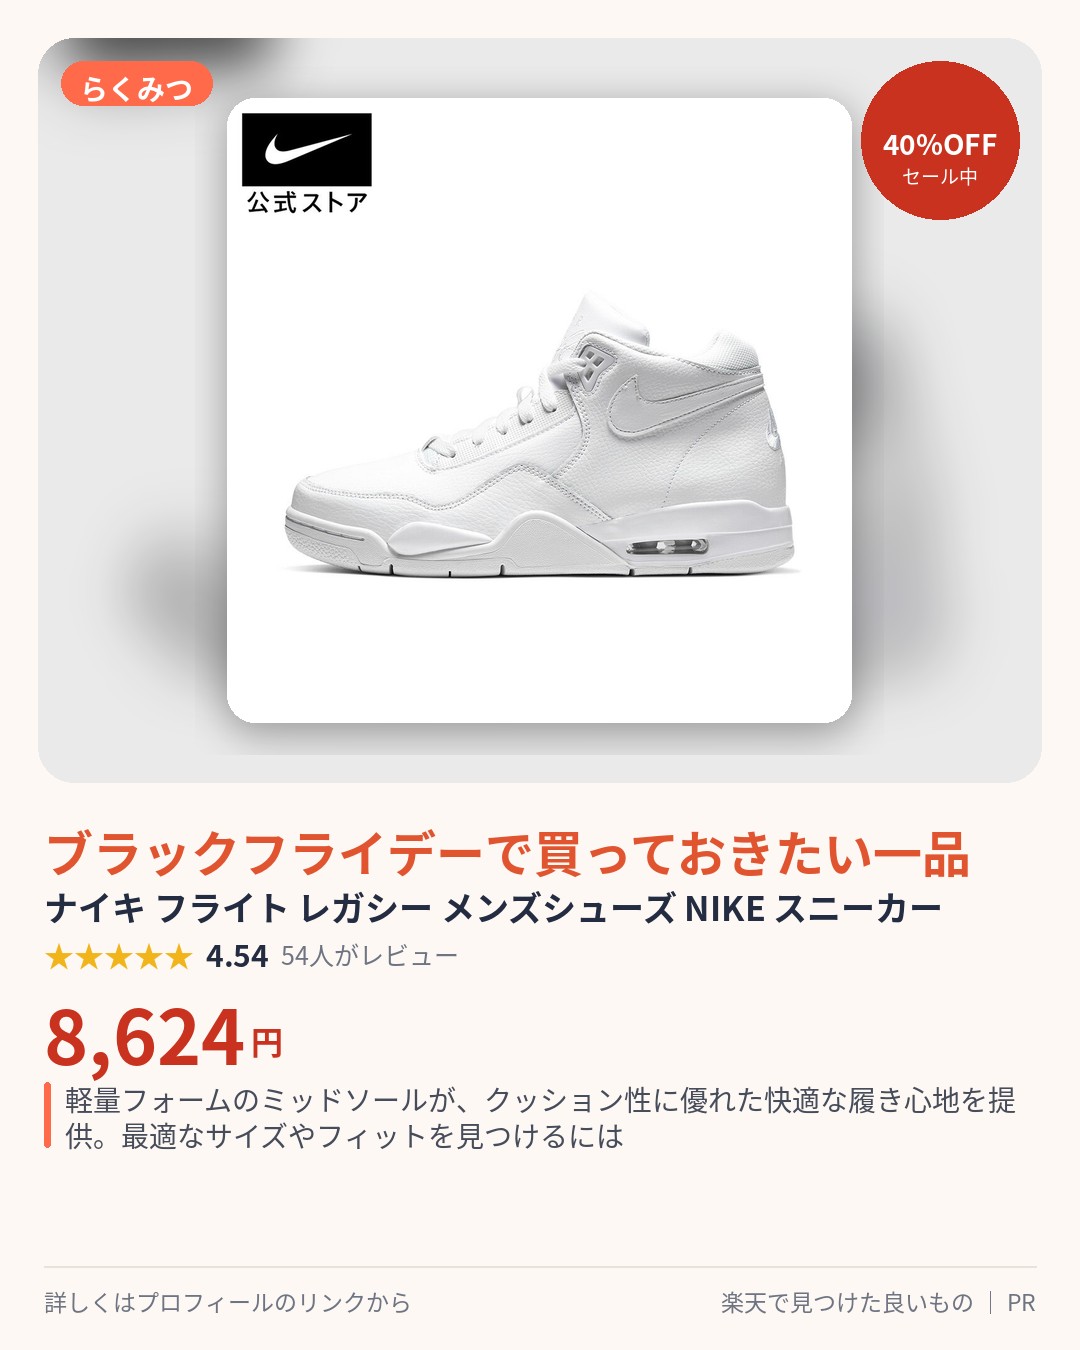 らくみつ
40%OFF
セール中
公式ストア
ブラックフライデーで買っておきたい一品
ナイキ フライト レガシー メンズシューズ NIKE スニーカー
★★★★★ 4.54 54人がレビュー
8,624円
軽量フォームのミッドソールが、クッション性に優れた快適な履き心地を提
供。最適なサイズやフィットを見つけるには
詳しくはプロフィールのリンクから
楽天で見つけた良いもの | PR